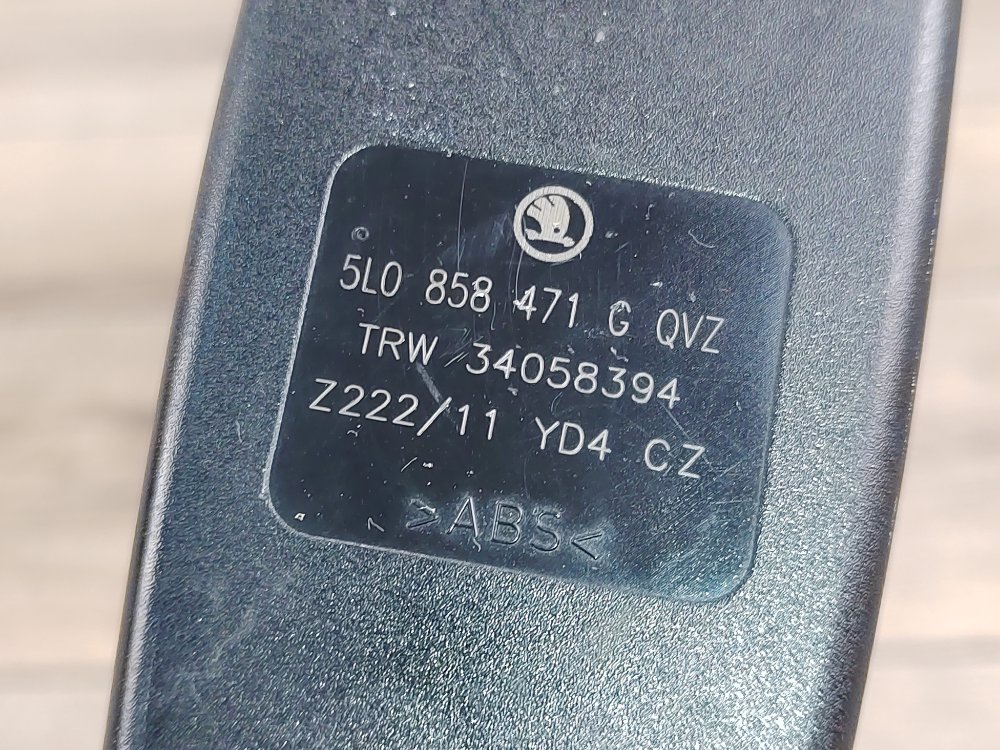 5L0 858 471 G QVZ
TRW 34058394
Z222/11 YD4 CZ
>ABS<